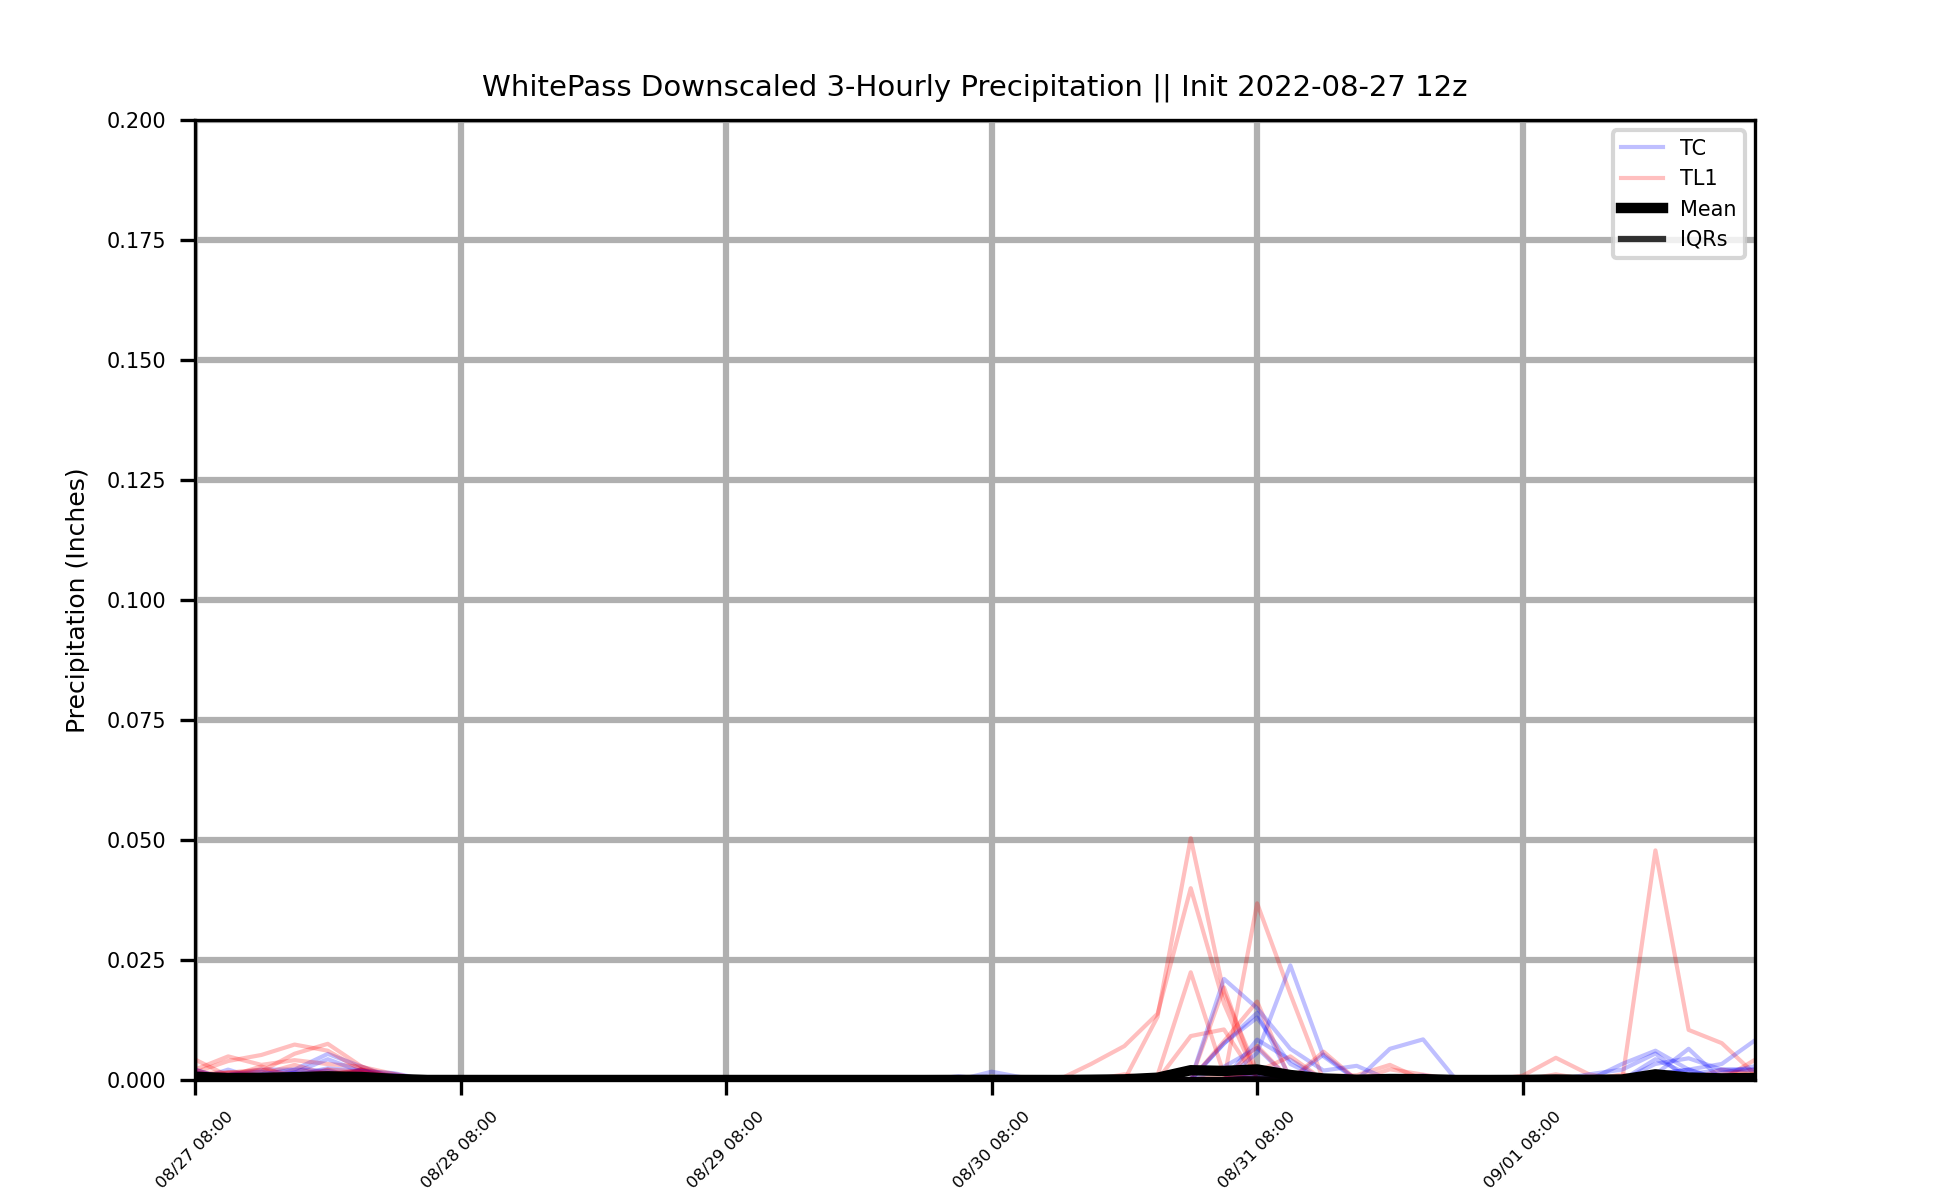 WhitePass Downscaled 3-Hourly Precipitation || Init 2022-08-27 12z
0.200
0.175
0.150
0.125
0.100
0.075
0.050
0.025
0.000
Precipitation (Inches)
TC
TL1
Mean
IQRs
08/27 08:00
08/28 08:00
08/29 08:00
08/30 08:00
08/31 08:00
09/01 08:00